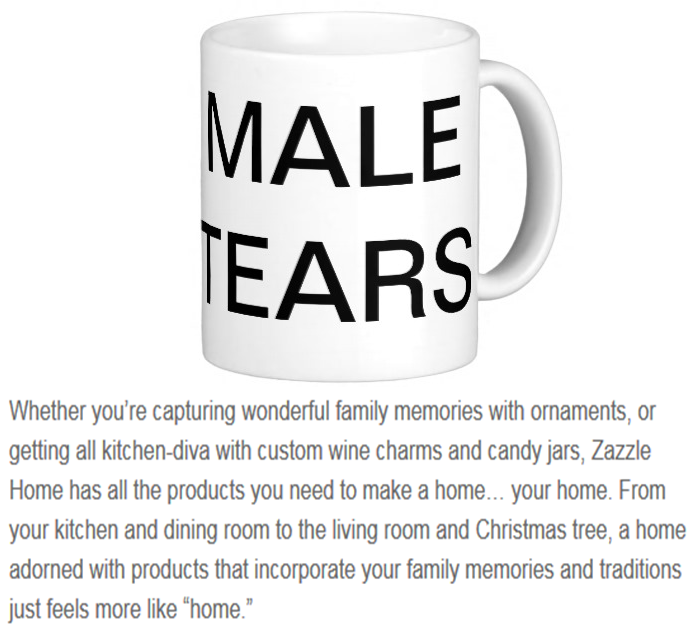 MALE
TEARS
Whether you’re capturing wonderful family memories with ornaments, or
getting all kitchen-diva with custom wine charms and candy jars, Zazzle
Home has all the products you need to make a home... your home. From
your kitchen and dining room to the living room and Christmas tree, a home
adorned with products that incorporate your family memories and traditions
just feels more like “home.”